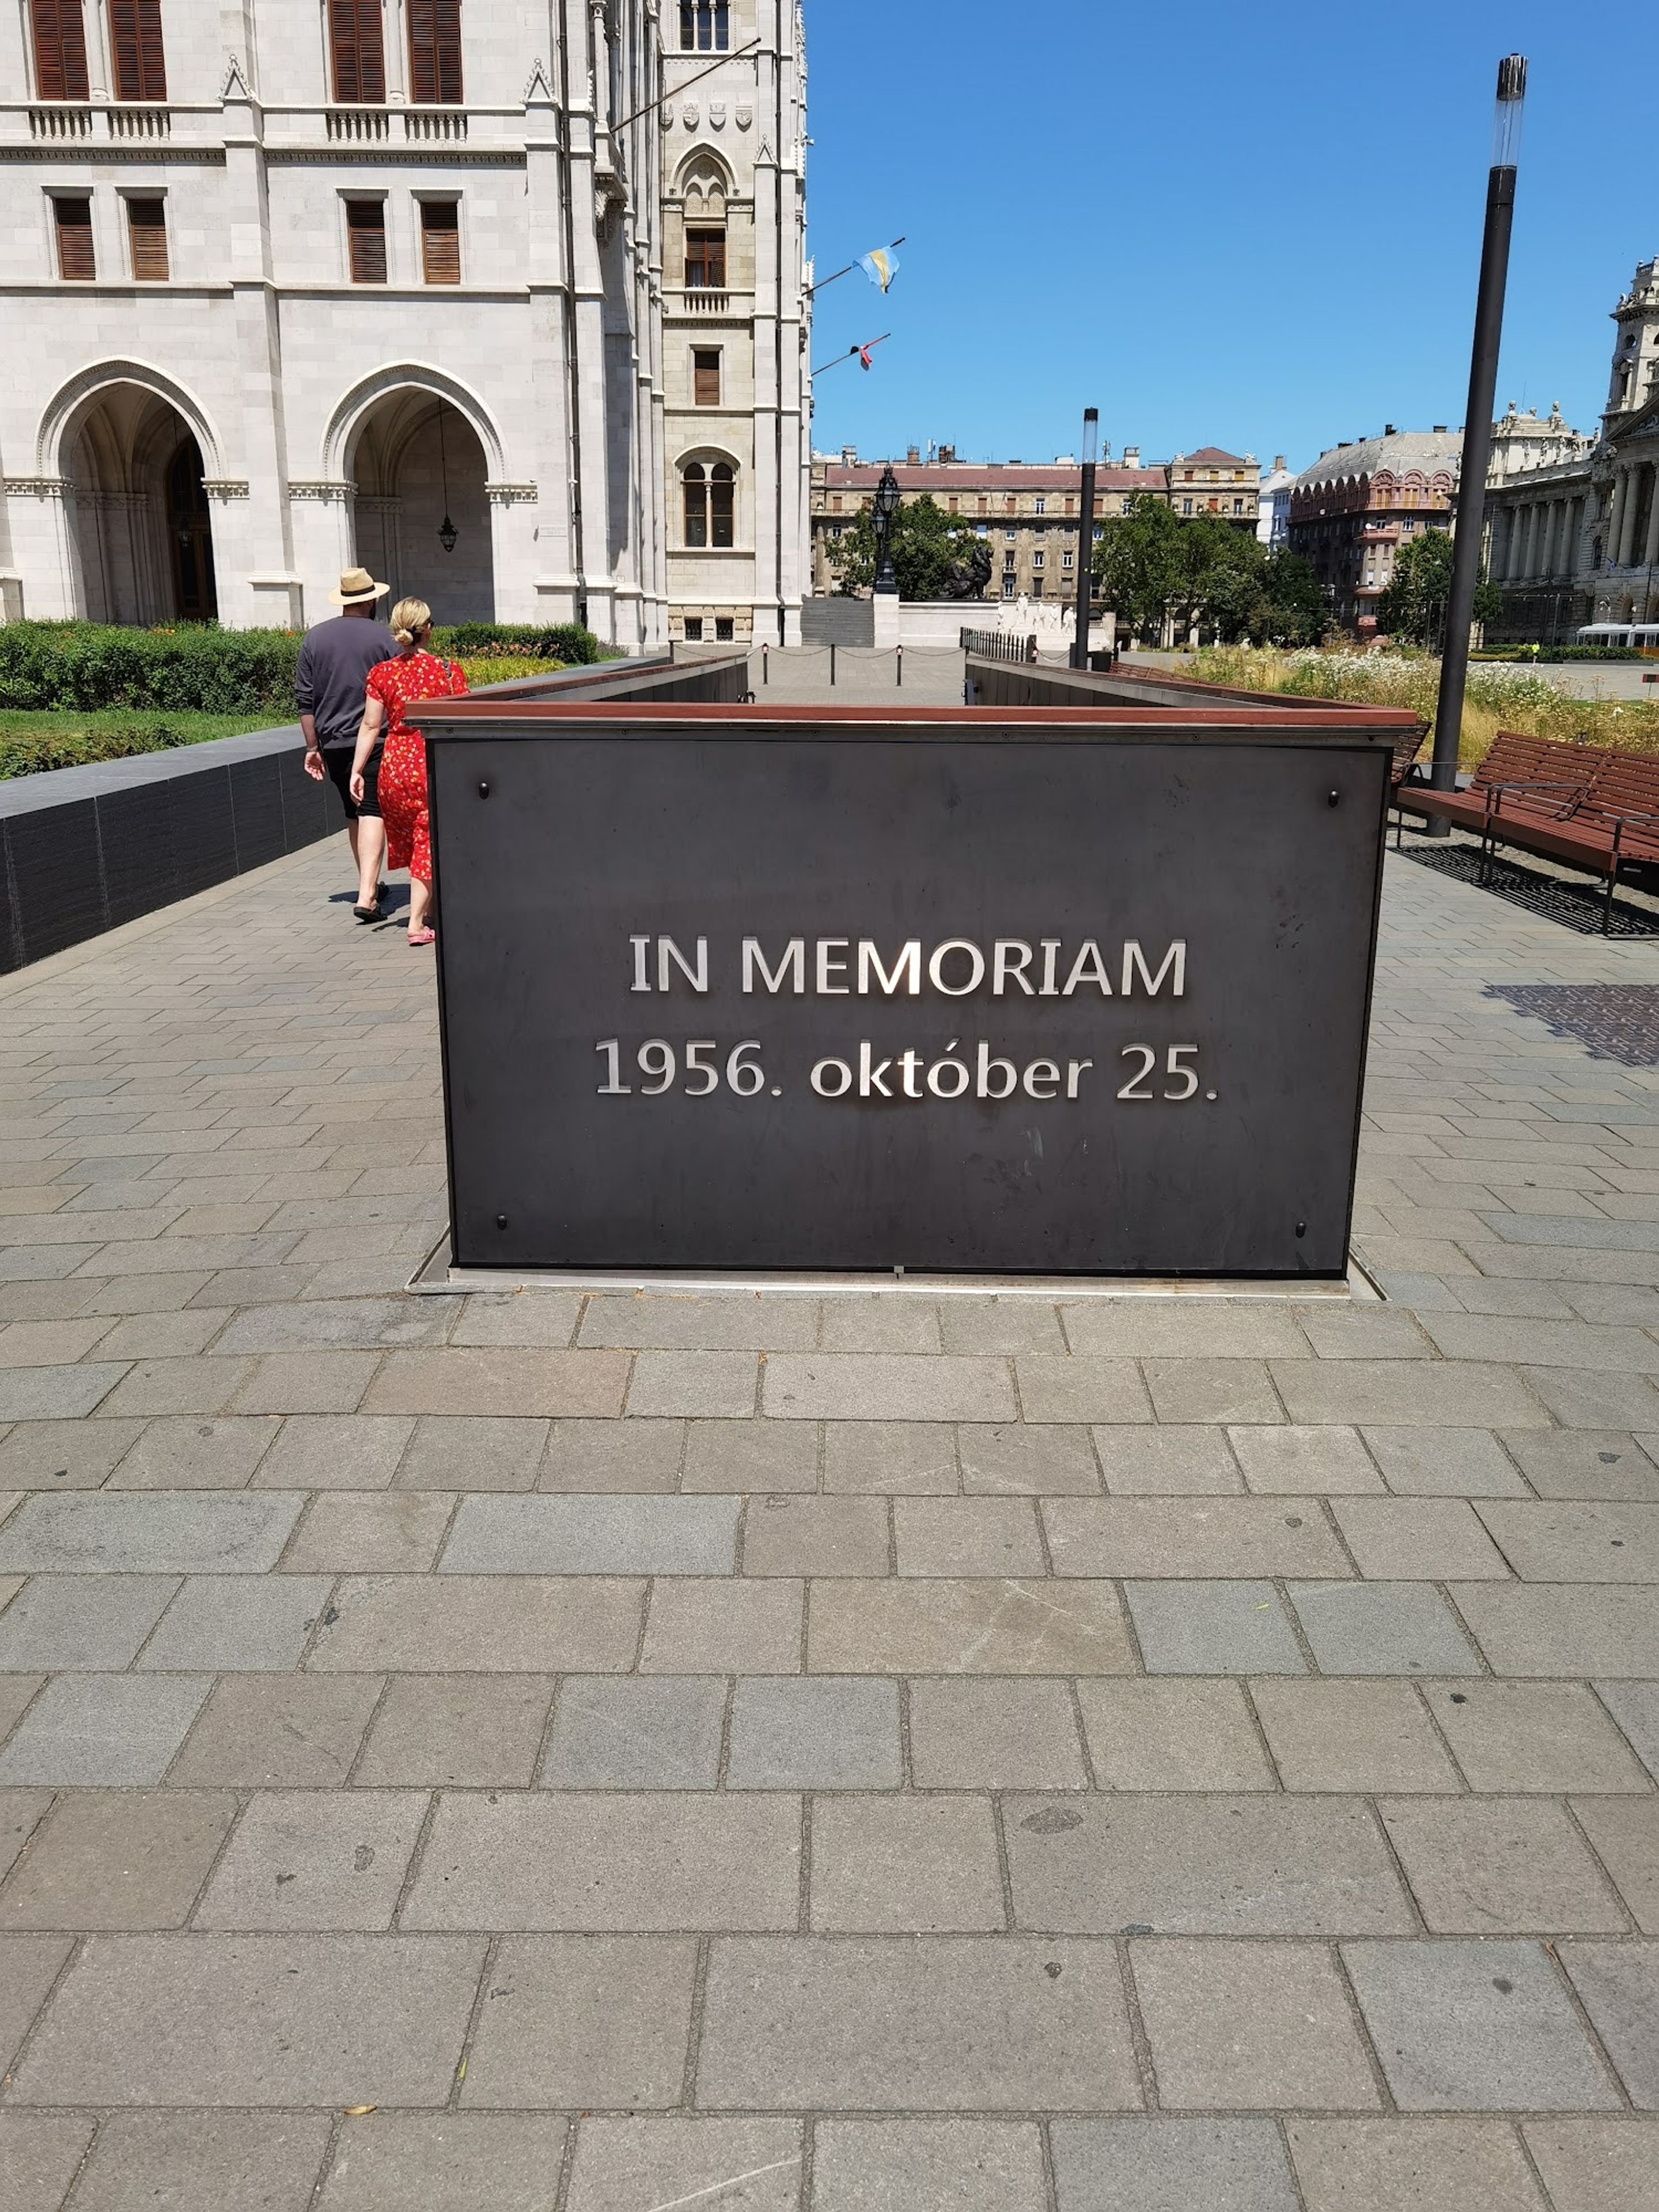 IN MEMORIAM
1956. október 25.